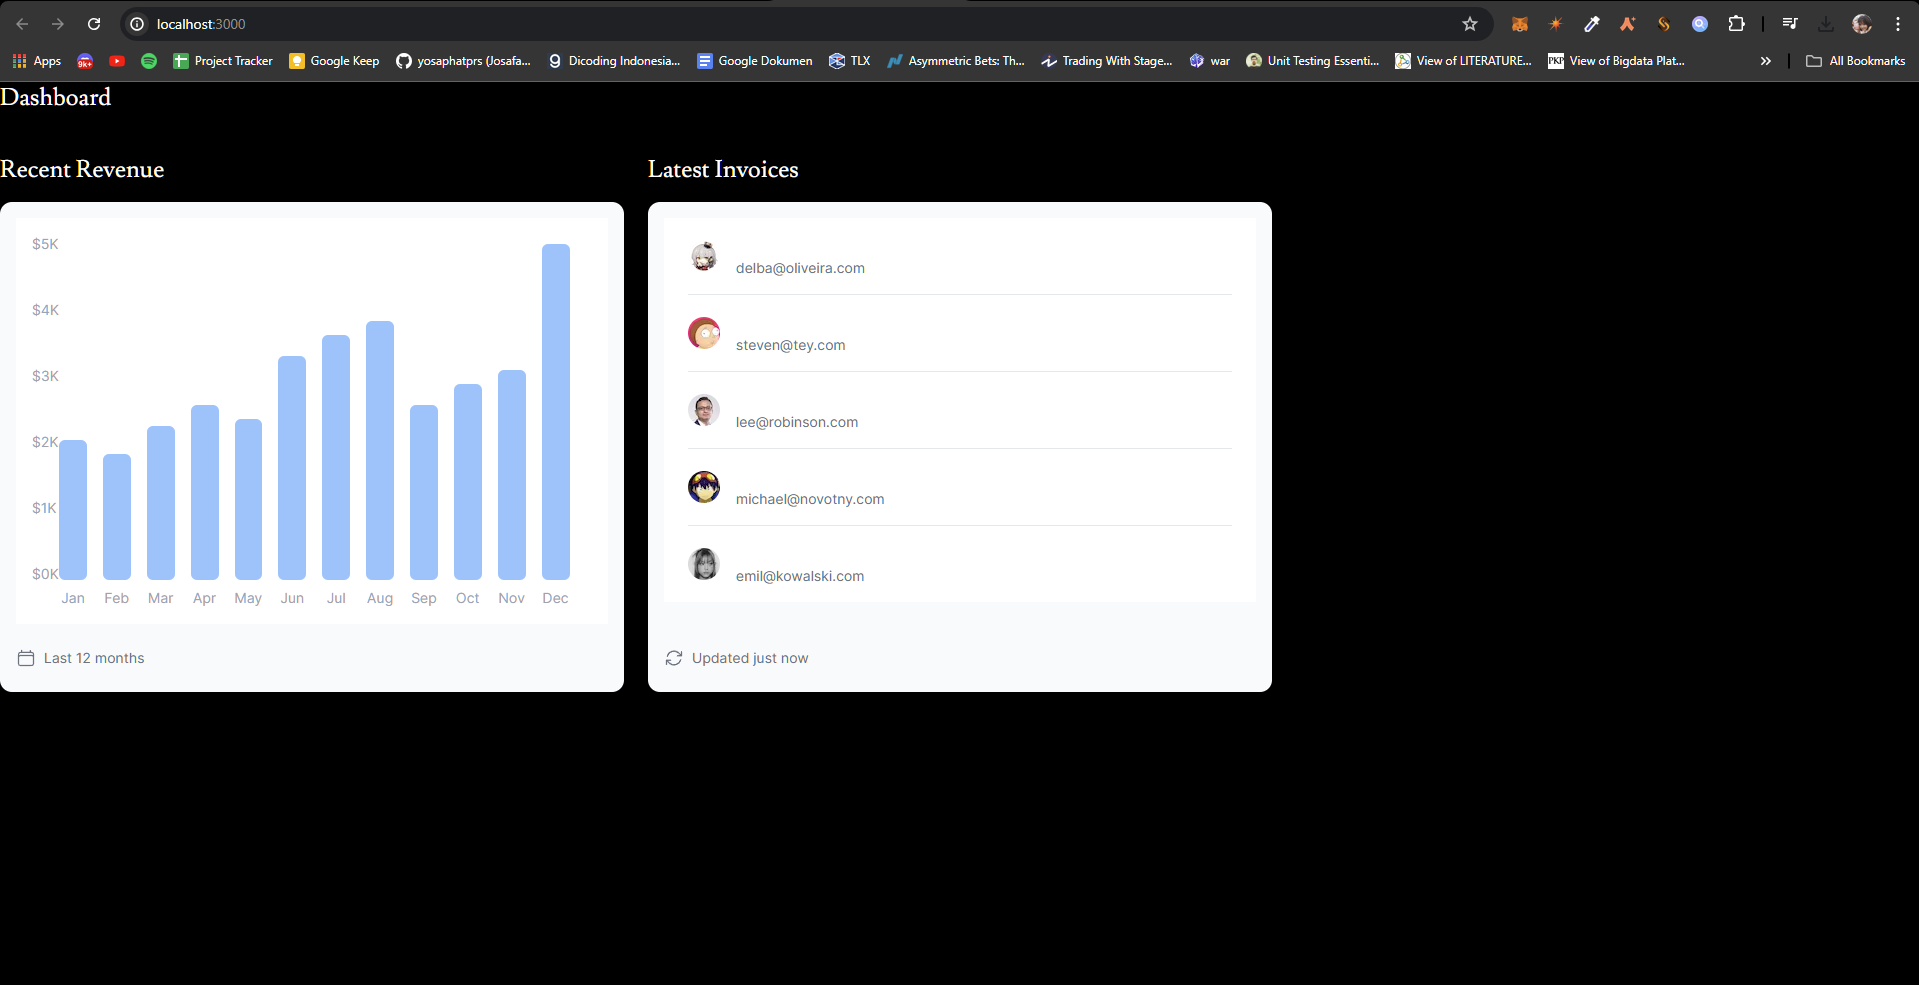 localhost:3000
Apps
9K+
Project Tracker
Google Keep
yosaphatprs (Josafa...
Dicoding Indonesia...
Google Dokumen
TLX
Asymmetric Bets: Th...
Trading With Stage...
war
Unit Testing Essenti...
View of LITERATURE...
PKP
View of Bigdata Plat...
All Bookmarks
Dashboard
Recent Revenue
$5K
$4K
$3K
$2K
$1K
$0K
Jan Feb Mar Apr May Jun Jul Aug Sep Oct Nov Dec
Last 12 months
Latest Invoices
delba@oliveira.com
steven@tey.com
lee@robinson.com
michael@novotny.com
emil@kowalski.com
Updated just now